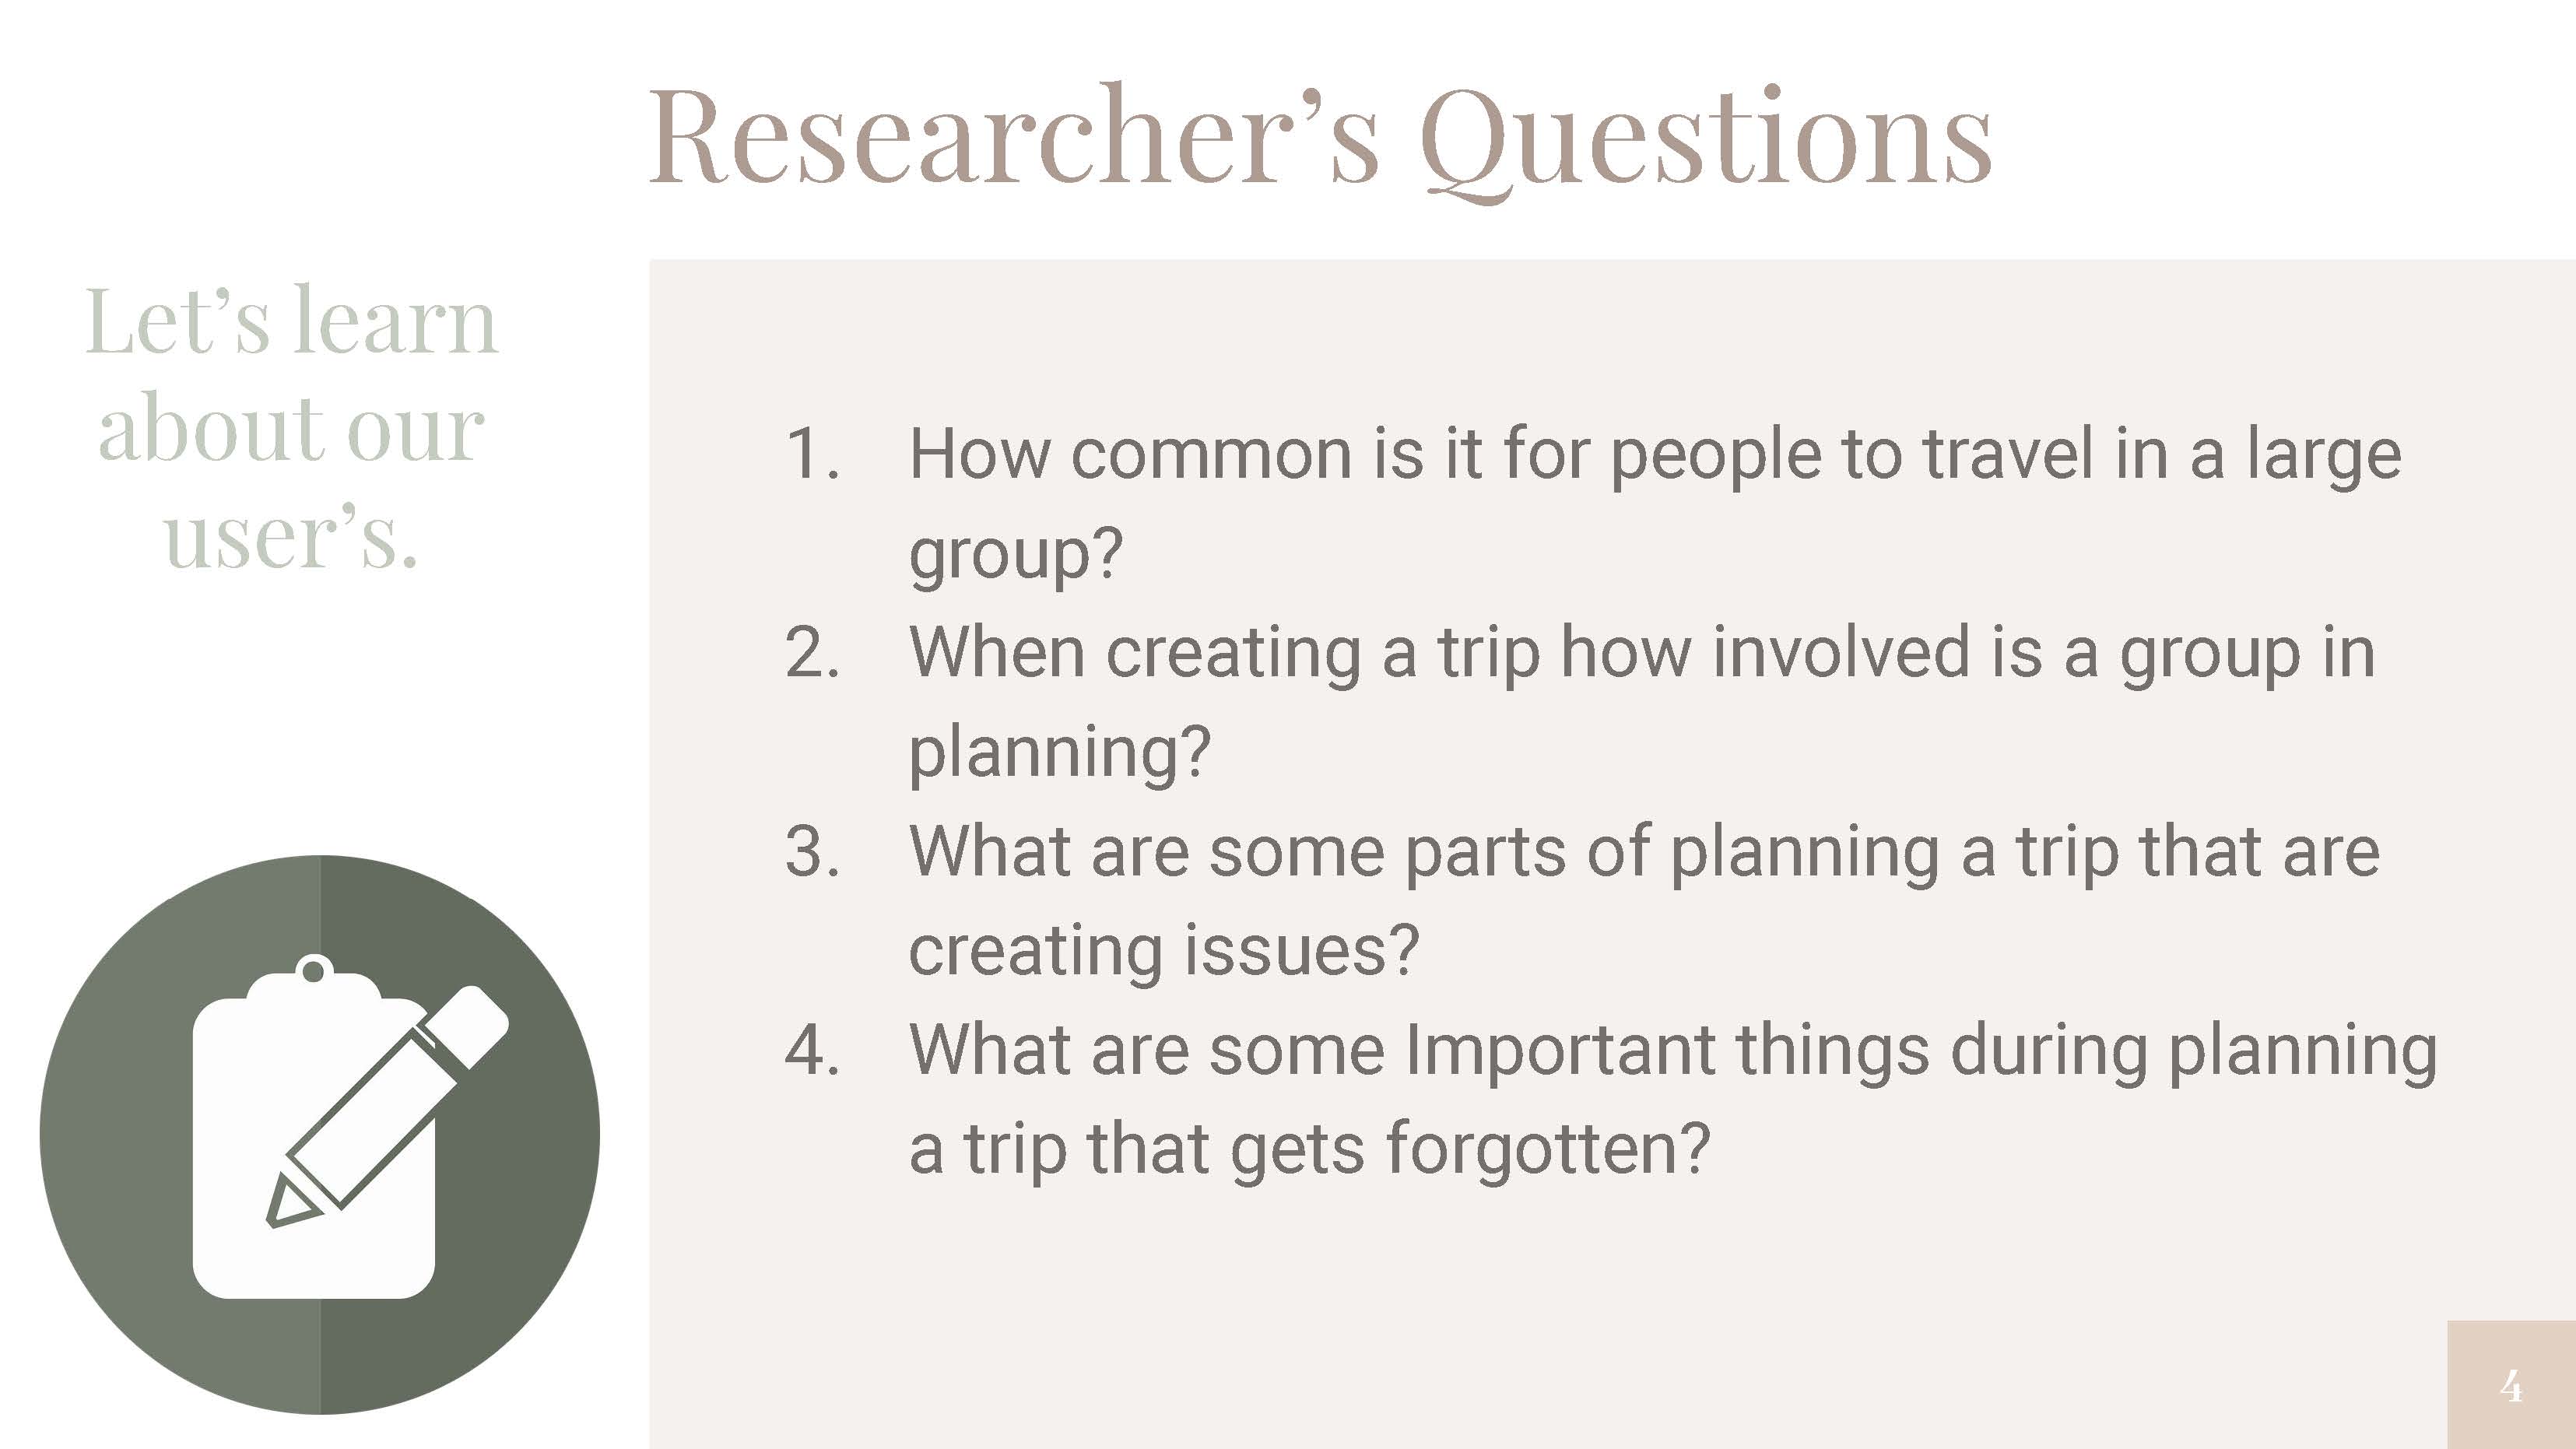 Researcher’s Questions
Let’s learn
about our
user’s.
1. How common is it for people to travel in a large
group?
2. When creating a trip how involved is a group in
planning?
3. What are some parts of planning a trip that are
creating issues?
4. What are some Important things during planning
a trip that gets forgotten?
4